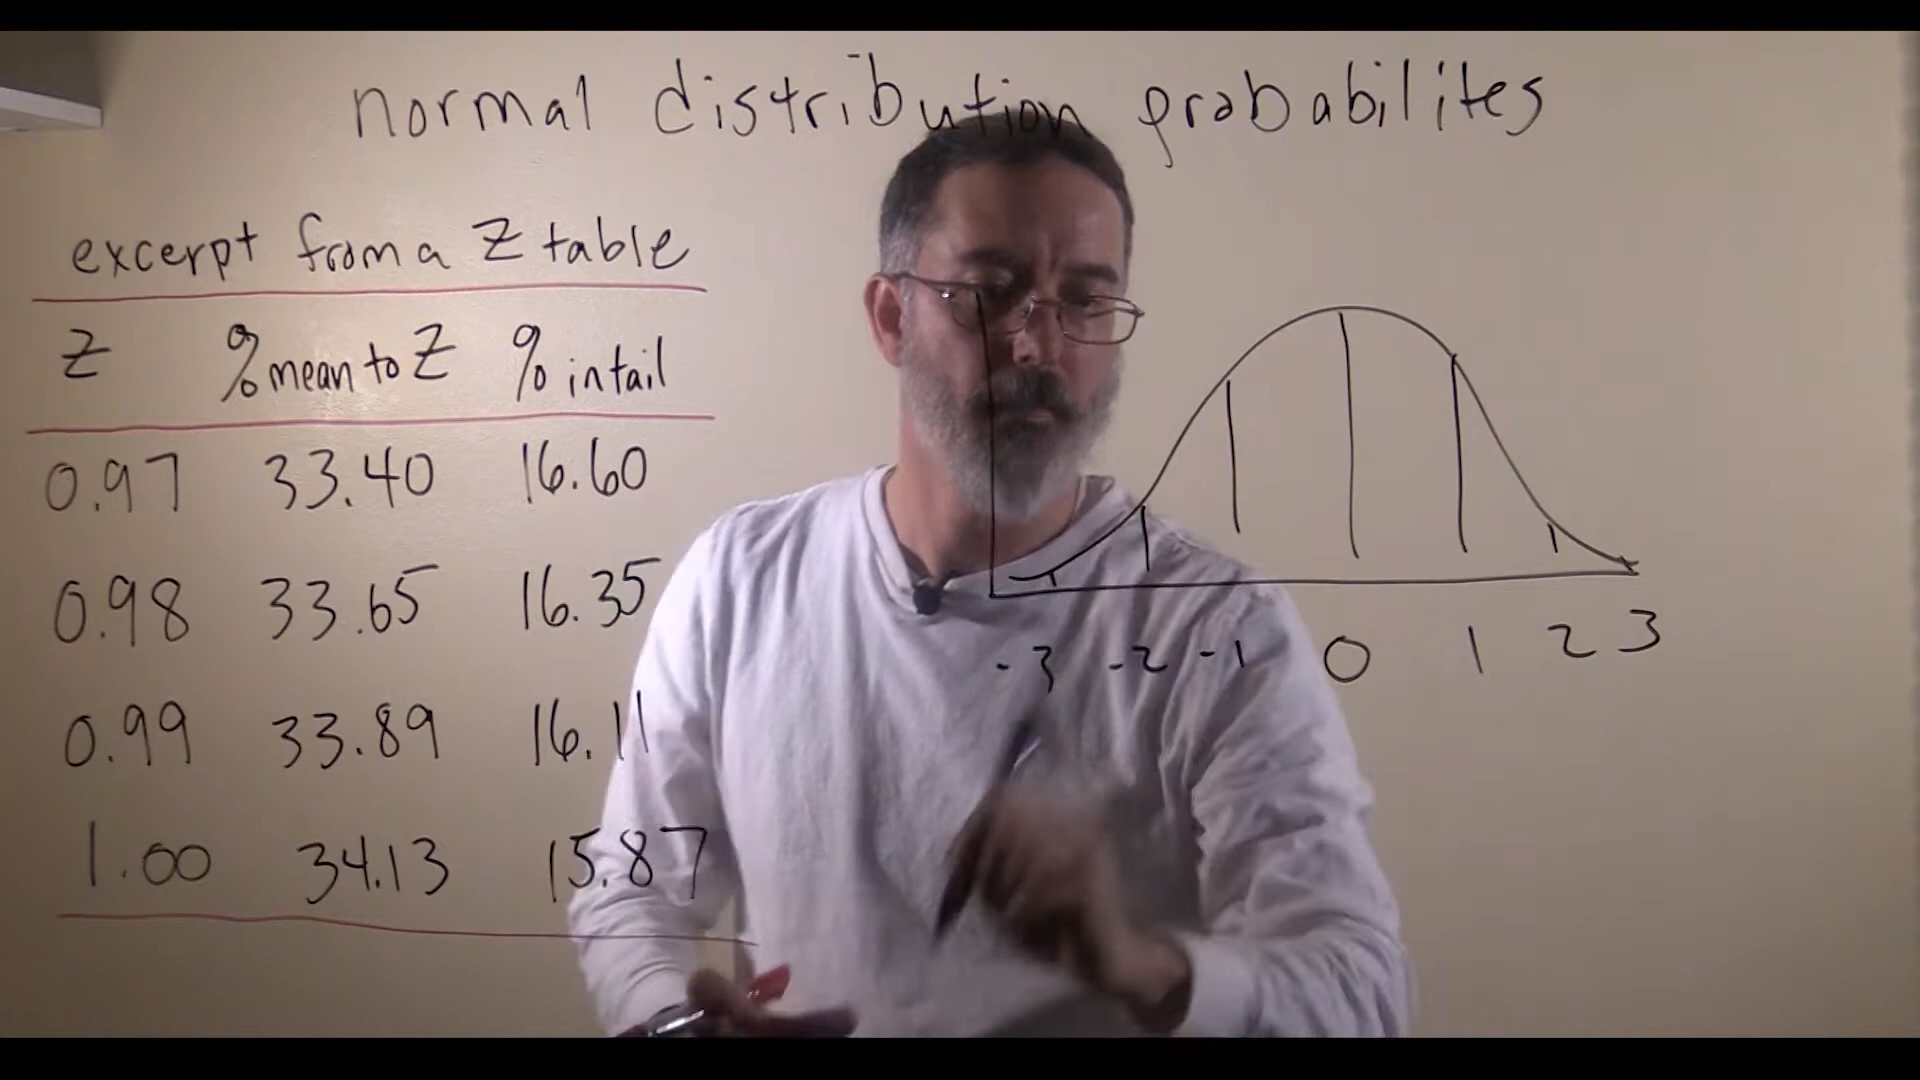 normal distribution probabilites
excerpt from a Z table
Z % mean to Z % in tail
0.97 33.40 16.60
0.98 33.65 16.35
0.99 33.89 16.11
1.00 34.13 15.87
-3 -2 -1 0 1 2 3